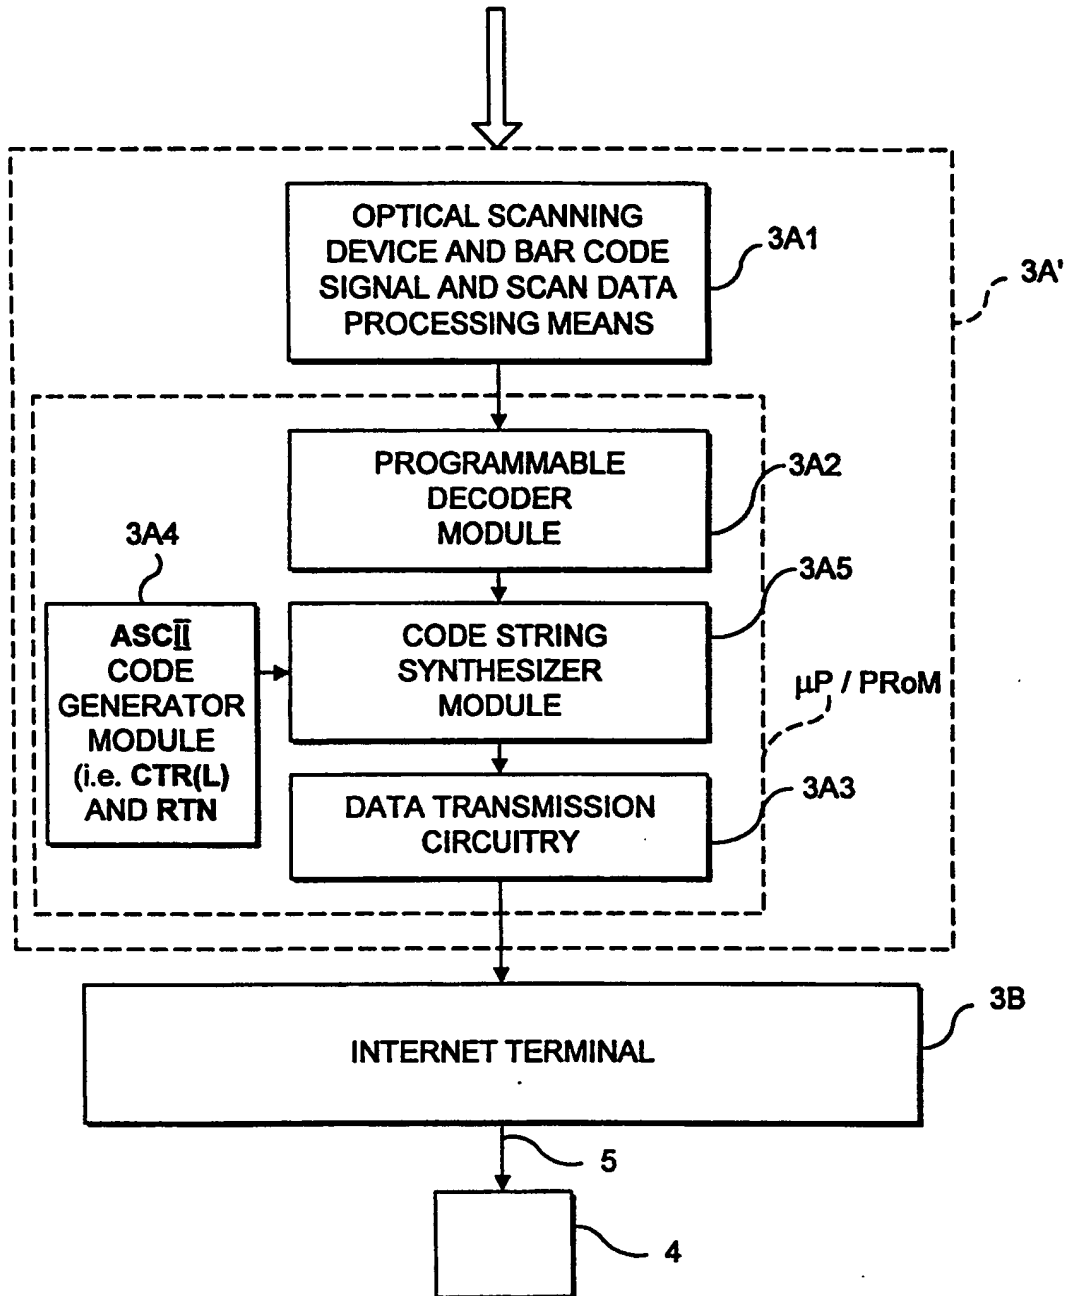 OPTICAL SCANNING
DEVICE AND BAR CODE
SIGNAL AND SCAN DATA
PROCESSING MEANS
3A1
3A'
PROGRAMMABLE
DECODER
MODULE
3A2
3A4
ASCII
CODE
GENERATOR
MODULE
(i.e. CTR(L)
AND RTN
CODE STRING
SYNTHESIZER
MODULE
3A5
µP / PRoM
DATA TRANSMISSION
CIRCUITRY
3A3
INTERNET TERMINAL
3B
5
4